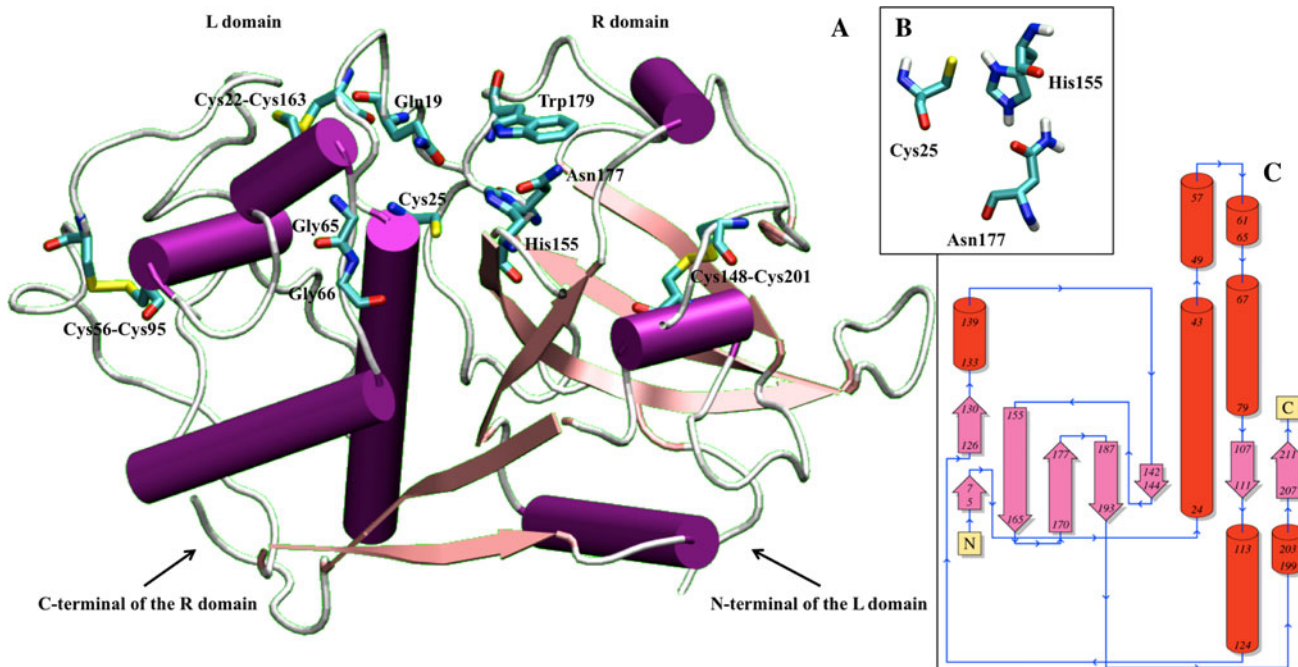 L domain
R domain
A
Cys22-Cys163
Gln19
Trp179
Asn177
Cys25
Gly65
His155
Gly66
Cys148-Cys201
Cys56-Cys95
C-terminal of the R domain
N-terminal of the L domain
B
His155
Cys25
Asn177
C
57
49
61
65
139
133
43
24
67
79
130
126
155
165
177
170
187
193
142
144
107
111
C
211
207
7
5
N
113
124
203
199